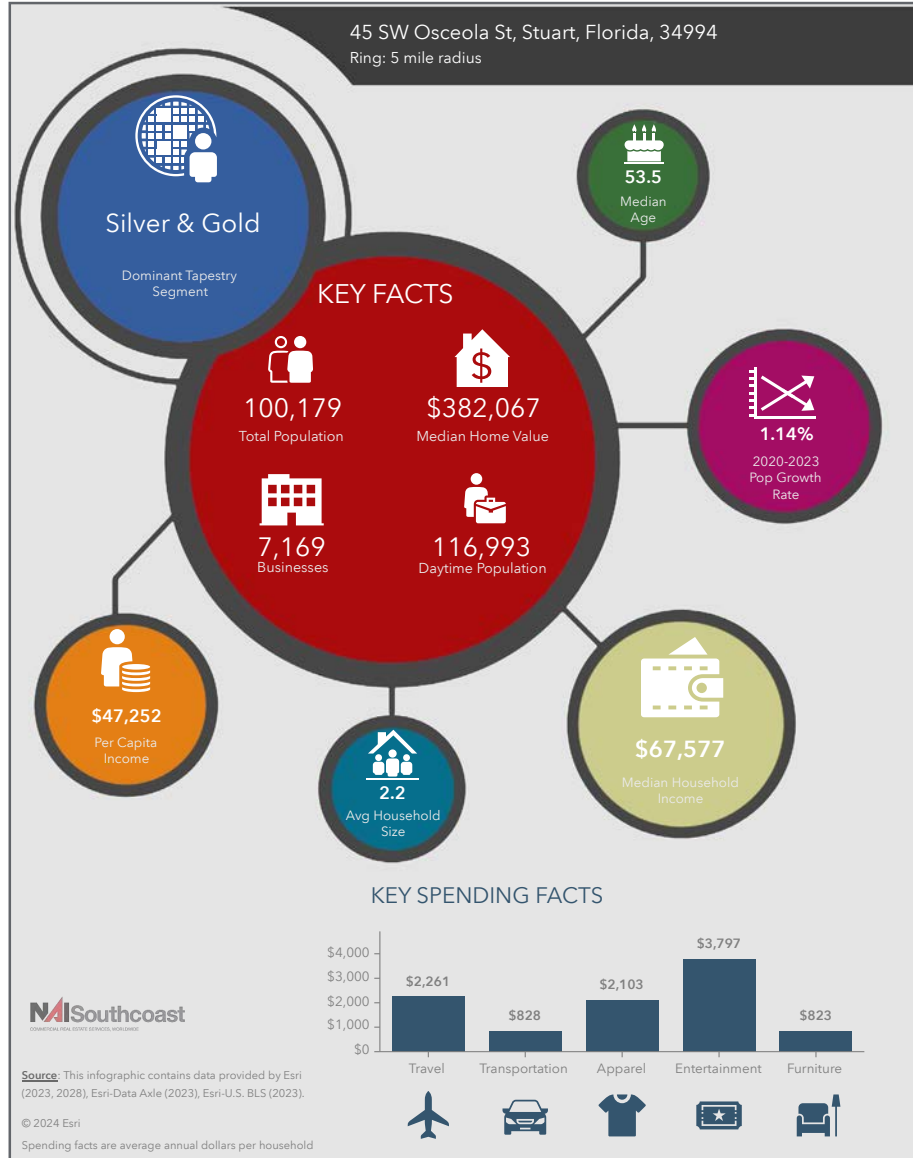 45 SW Osceola St, Stuart, Florida, 34994
Ring: 5 mile radius
Silver & Gold
Dominant Tapestry
Segment
53.5
Median
Age
KEY FACTS
$
100,179
Total Population
$382,067
Median Home Value
7,169
Businesses
116,993
Daytime Population
1.14%
2020-2023
Pop Growth
Rate
$47,252
Per Capita
Income
2.2
Avg Household
Size
$67,577
Median Household
Income
KEY SPENDING FACTS
$4,000
$3,000
$2,000
$1,000
$0
$2,261
$828
$2,103
$3,797
$823
Travel
Transportation
Apparel
Entertainment
Furniture
NAISouthcoast
COMMERCIAL REAL ESTATE SERVICES, WORLDWIDE
Source: This infographic contains data provided by Esri
(2023, 2028), Esri-Data Axle (2023), Esri-U.S. BLS (2023).
© 2024 Esri
Spending facts are average annual dollars per household